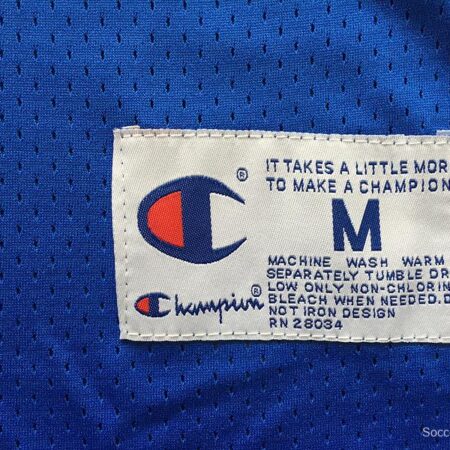 IT TAKES A LITTLE MOR
TO MAKE A CHAMPION
M
MACHINE WASH WARM
SEPARATELY TUMBLE DR
LOW ONLY NON-CHLORIN
BLEACH WHEN NEEDED. D
NOT IRON DESIGN
RN 28034
Champion
Socce